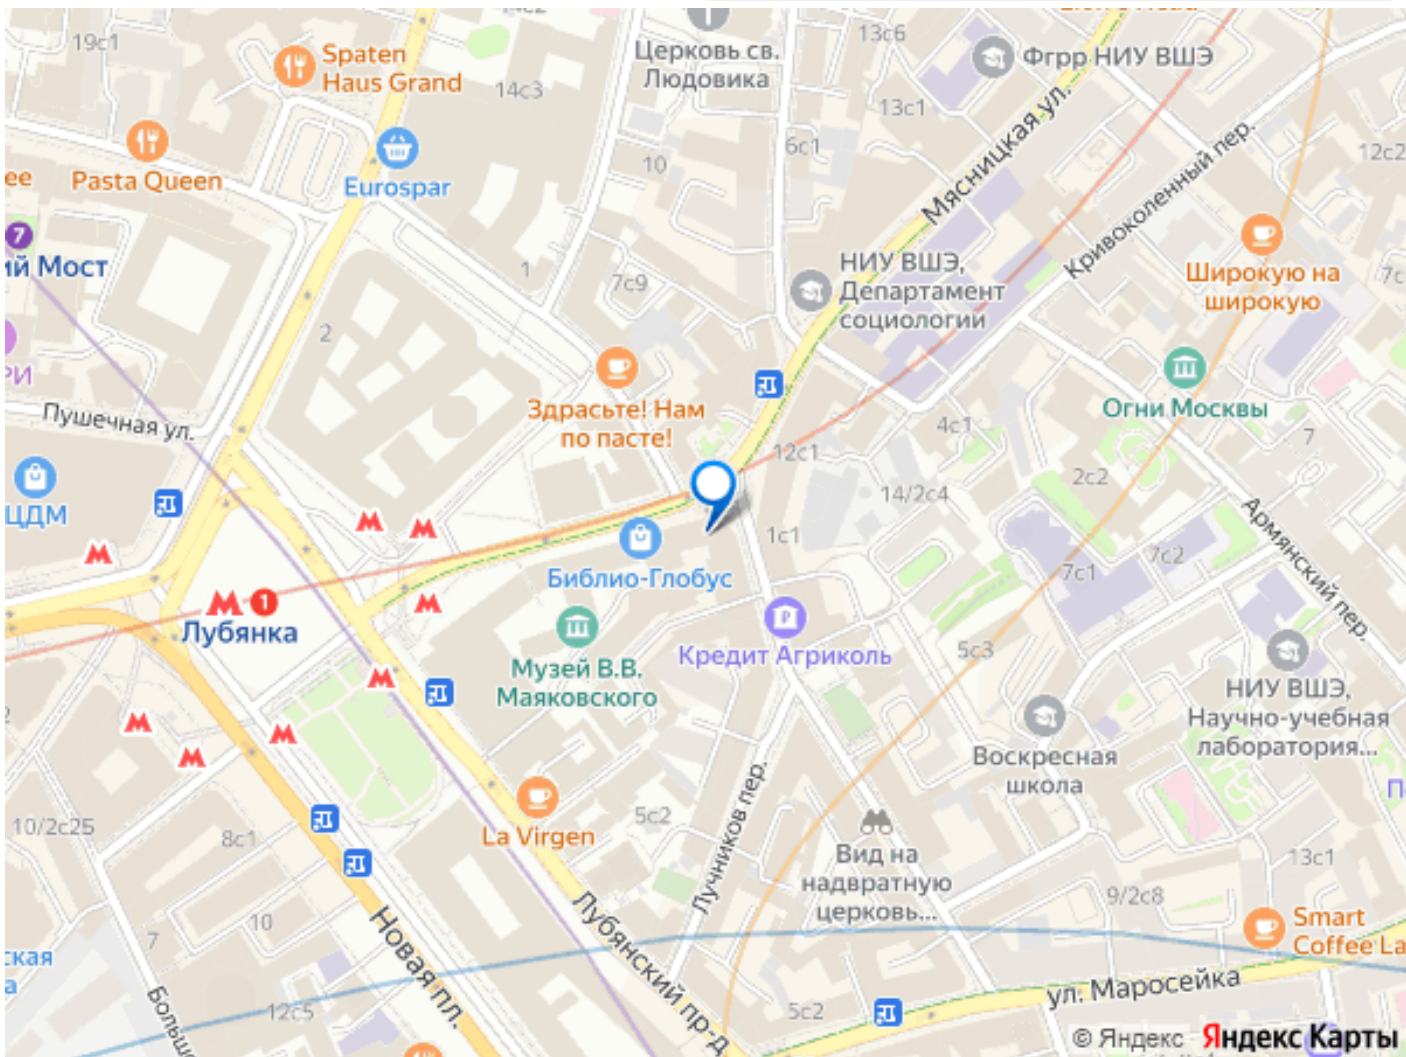 19с1
Spaten
Haus Grand
14с3
Церковь св.
Людовика
13с6
Фгрр НИУ ВШЭ
13с1
Мясницкая ул.
Pasta Queen
Eurospar
10
6с1
12с2
Кривоколенный пер.
7
ий Мост
1
7с9
НИУ ВШЭ,
Департамент
социологии
Широкую на
широкую
2
РИ
Пушечная ул.
Здрасьте! Нам
по пасте!
Огни Москвы
4с1
7
12с1
2с2
ЦДМ
14/2с4
1с1
Армянский пер.
Библио-Глобус
7с2
7с1
1
Лубянка
Музей В.В.
Маяковского
Кредит Агриколь
5с3
НИУ ВШЭ,
Научно-учебная
лаборатория...
Воскресная
школа
La Virgen
5с2
Лучников пер.
Вид на
надвратную
церковь...
10/2с25
8с1
13с1
9/2с8
10
7
Новая пл.
Лубянский пр-д
Smart
Coffee La
ская
а
12с5
5с2
ул. Маросейка
© Яндекс Яндекс Карты